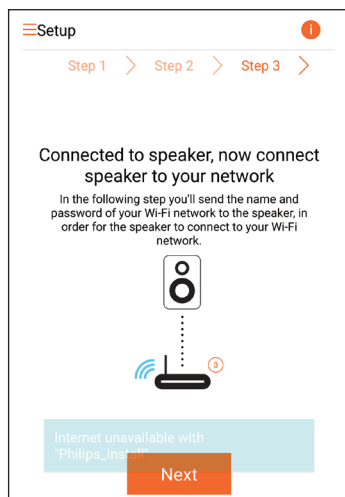 Setup
i
Step 1 > Step 2 > Step 3 >
Connected to speaker, now connect
speaker to your network
In the following step you'll send the name and
password of your Wi-Fi network to the speaker, in
order for the speaker to connect to your Wi-Fi
network.
3
Internet unavailable with
"Philips_Install"
Next